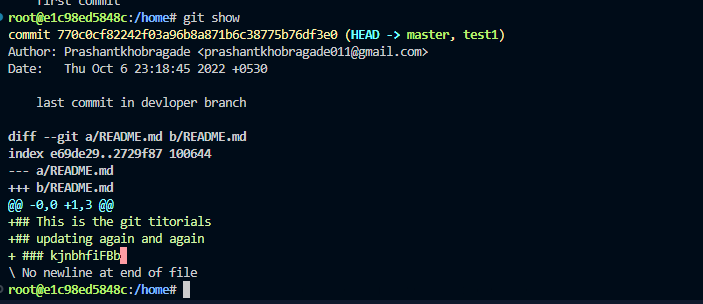 first commit
root@e1c98ed5848c:/home# git show
commit 770c0cf82242f03a96b8a871b6c38775b76df3e0 (HEAD -> master, test1)
Author: Prashantkhobragade <prashantkhobragade011@gmail.com>
Date:   Thu Oct 6 23:18:45 2022 +0530
    last commit in devloper branch
diff --git a/README.md b/README.md
index e69de29..2729f87 100644
--- a/README.md
+++ b/README.md
@@ -0,0 +1,3 @@
+## This is the git titorials
+## updating again and again
+ ### kjnbhfiFBb
\ No newline at end of file
root@e1c98ed5848c:/home#